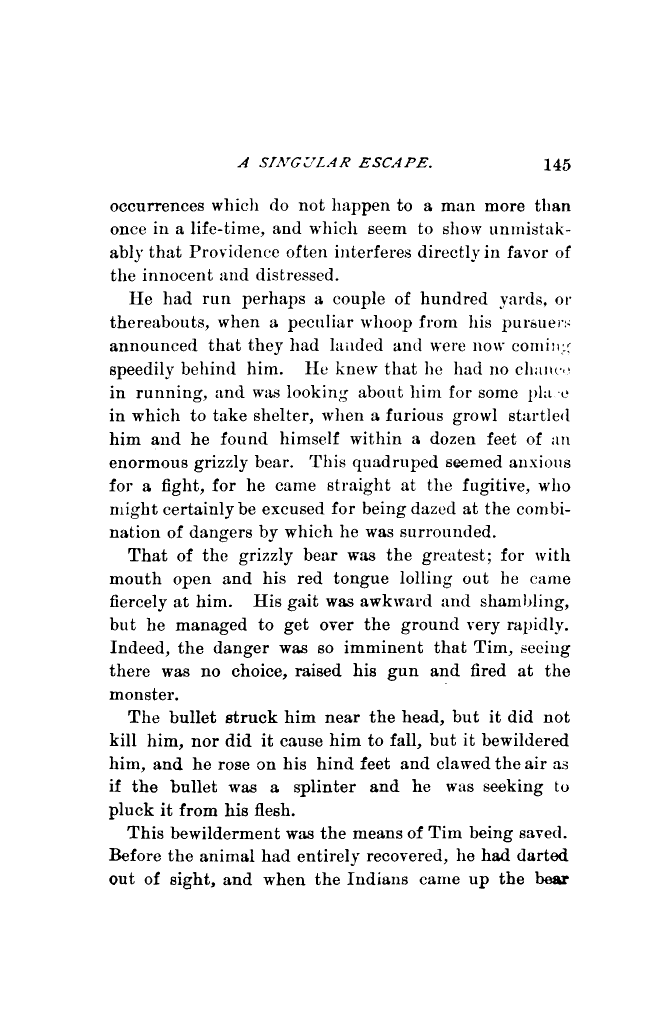 A SINGULAR ESCAPE. 145
occurrences which do not happen to a man more than
once in a life-time, and which seem to show unmistak-
ably that Providence often interferes directly in favor of
the innocent and distressed.
He had run perhaps a couple of hundred yards, or
thereabouts, when a peculiar whoop from his pursuers
announced that they had landed and were now coming
speedily behind him. He knew that he had no chance
in running, and was looking about him for some place
in which to take shelter, when a furious growl startled
him and he found himself within a dozen feet of an
enormous grizzly bear. This quadruped seemed anxious
for a fight, for he came straight at the fugitive, who
might certainly be excused for being dazed at the combi-
nation of dangers by which he was surrounded.
That of the grizzly bear was the greatest; for with
mouth open and his red tongue lolling out he came
fiercely at him. His gait was awkward and shambling,
but he managed to get over the ground very rapidly.
Indeed, the danger was so imminent that Tim, seeing
there was no choice, raised his gun and fired at the
monster.
The bullet struck him near the head, but it did not
kill him, nor did it cause him to fall, but it bewildered
him, and he rose on his hind feet and clawed the air as
if the bullet was a splinter and he was seeking to
pluck it from his flesh.
This bewilderment was the means of Tim being saved.
Before the animal had entirely recovered, he had darted
out of sight, and when the Indians came up the bear